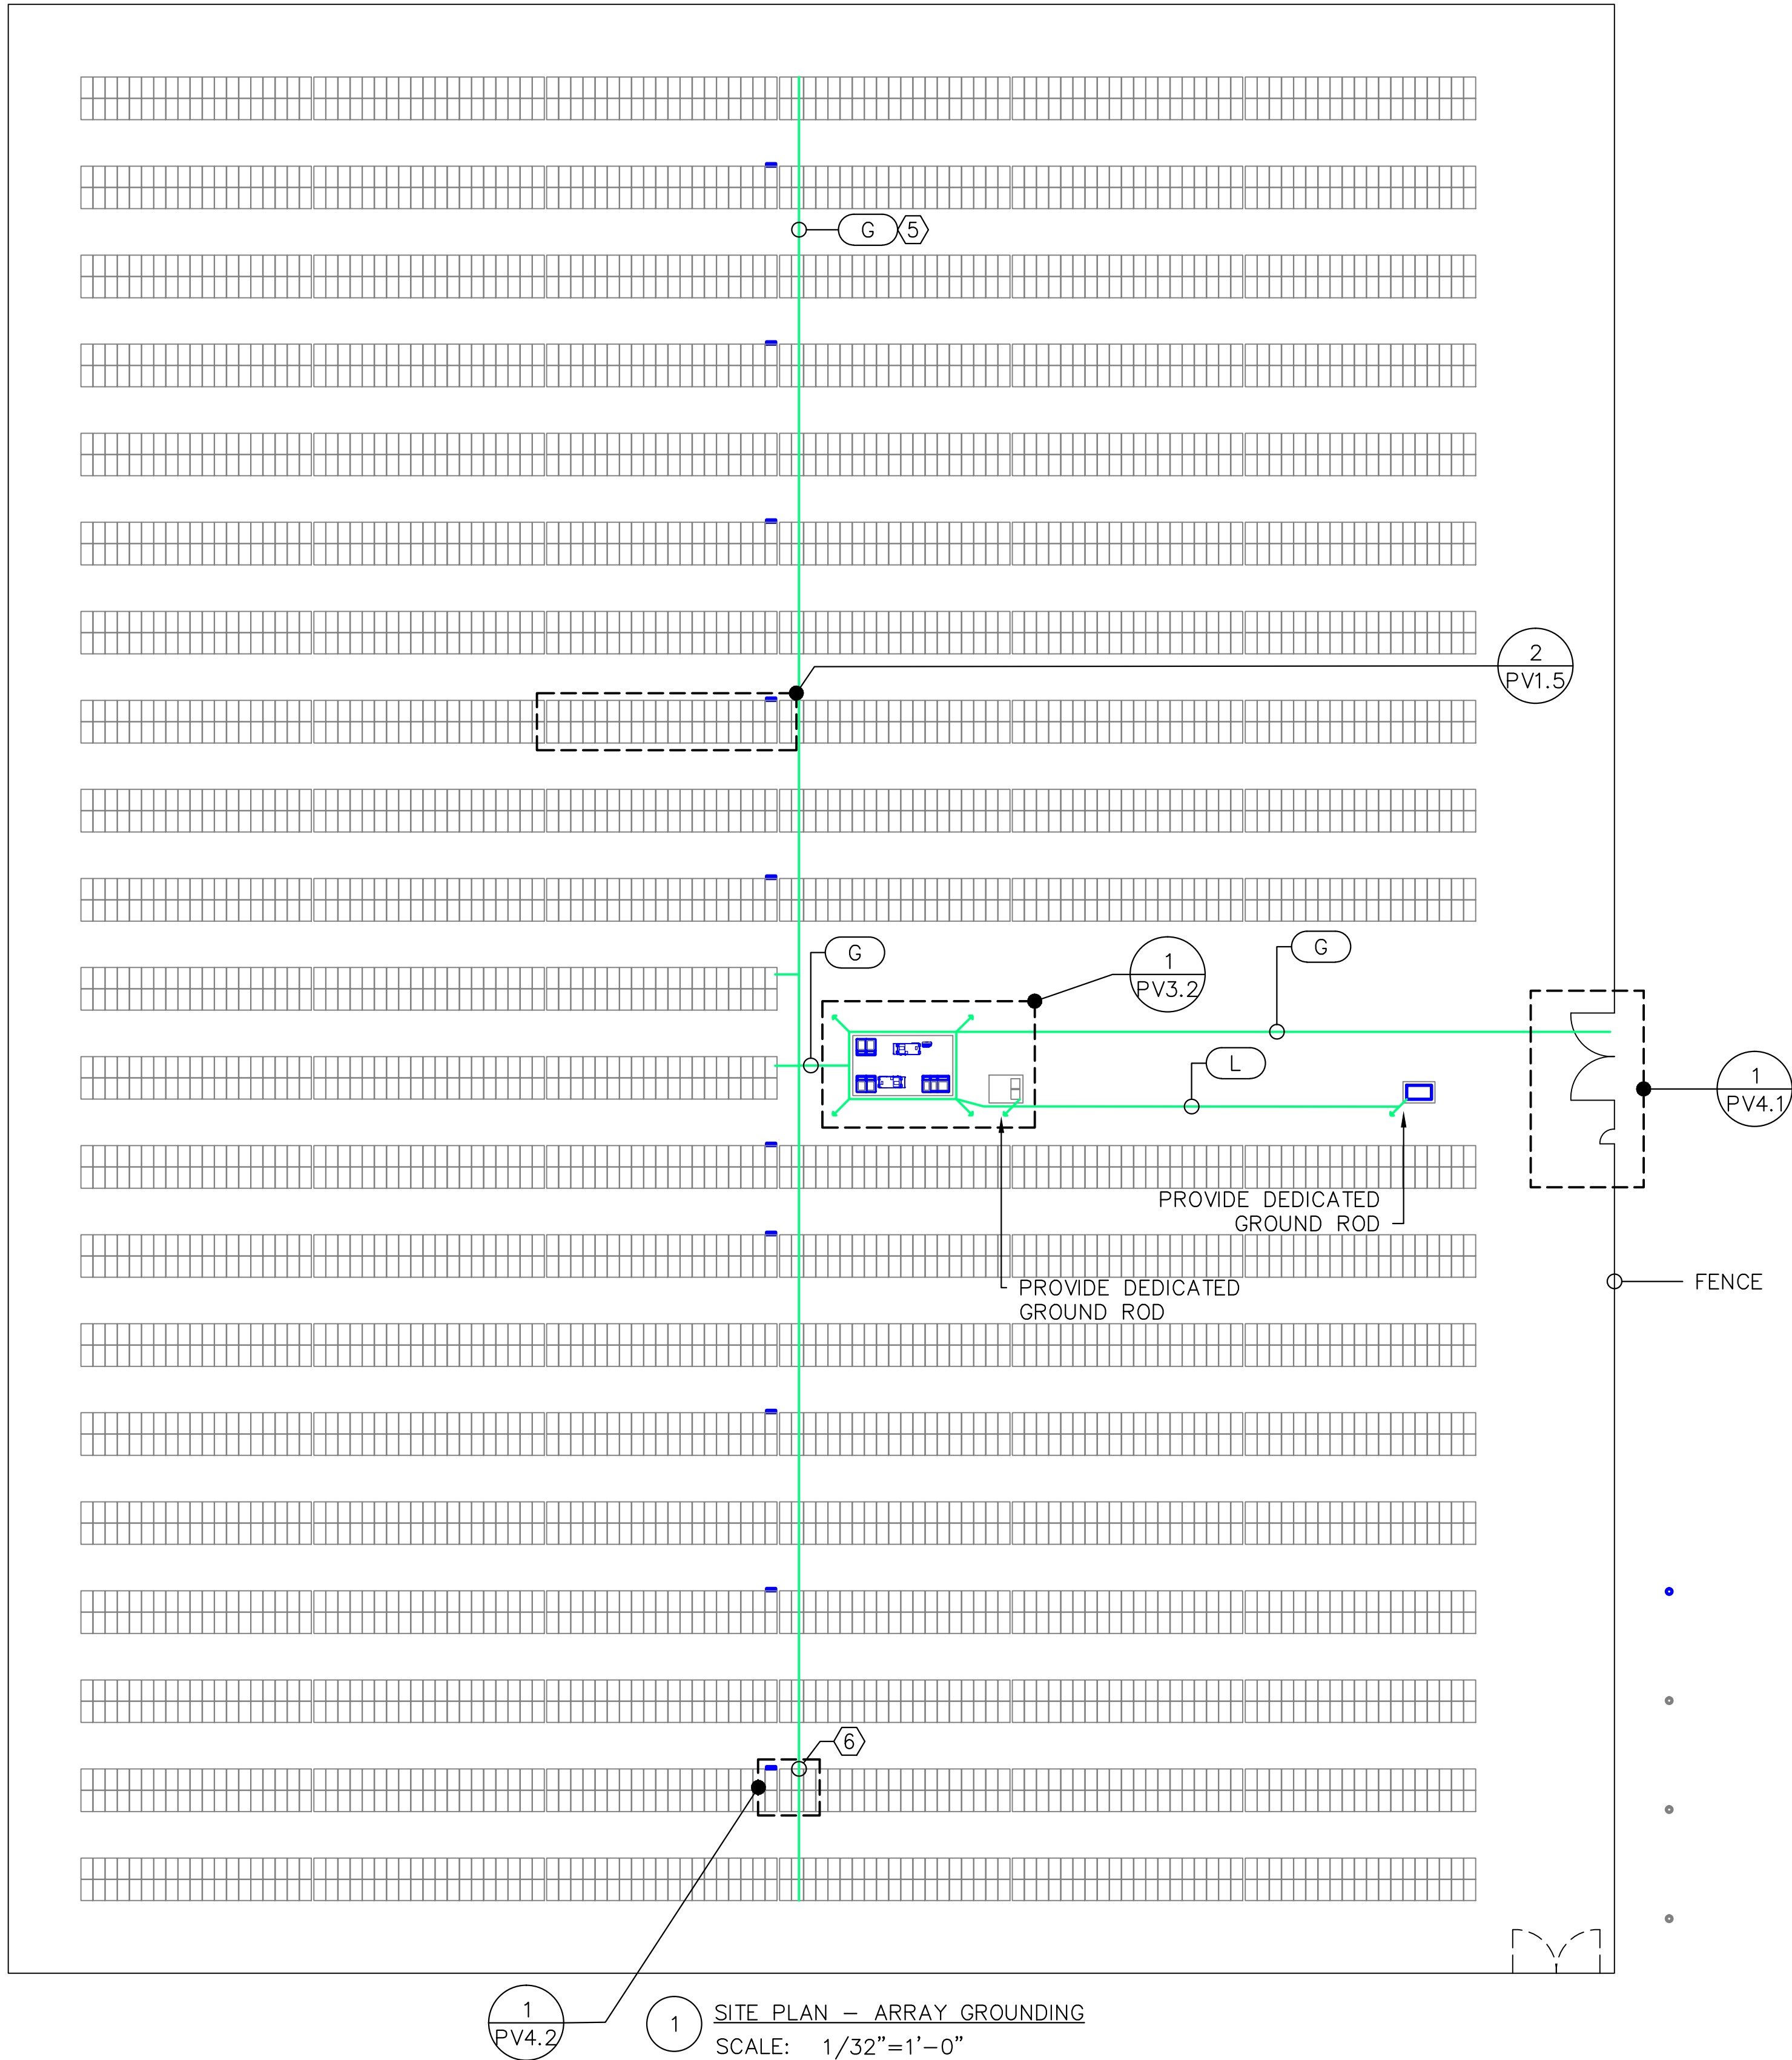 G
5
2
PV1.5
G
G
1
PV3.2
L
1
PV4.1
PROVIDE DEDICATED
GROUND ROD
PROVIDE DEDICATED
GROUND ROD
FENCE
6
1
PV4.2
1
SITE PLAN – ARRAY GROUNDING
SCALE: 1/32"=1'–0"